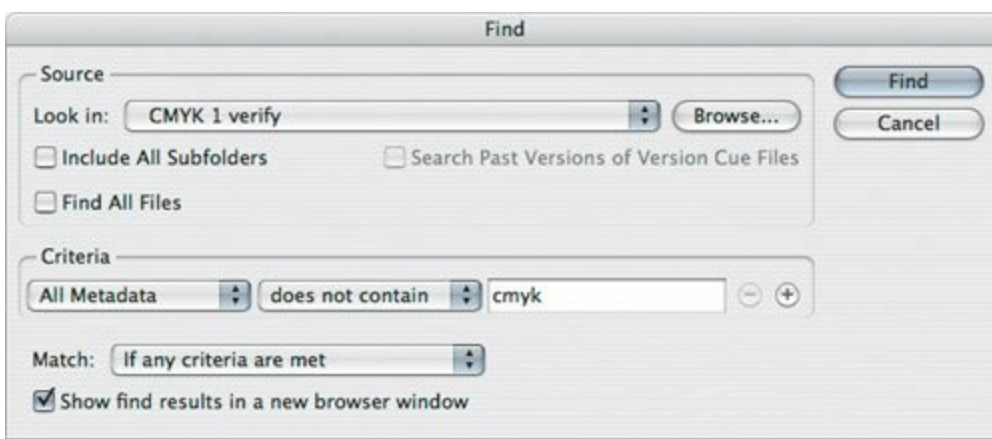 Find
Source
Look in: CMYK 1 verify Browse... Find
Cancel
Include All Subfolders Search Past Versions of Version Cue Files
Find All Files
Criteria
All Metadata does not contain cmyk
Match: If any criteria are met
Show find results in a new browser window